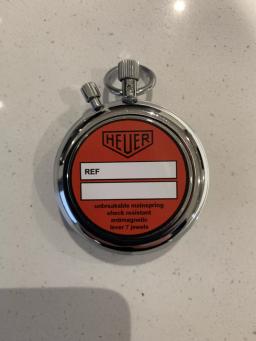 HEUER
REF
unbreakable mainspring
shock resistant
antimagnetic
lever 7 jewels